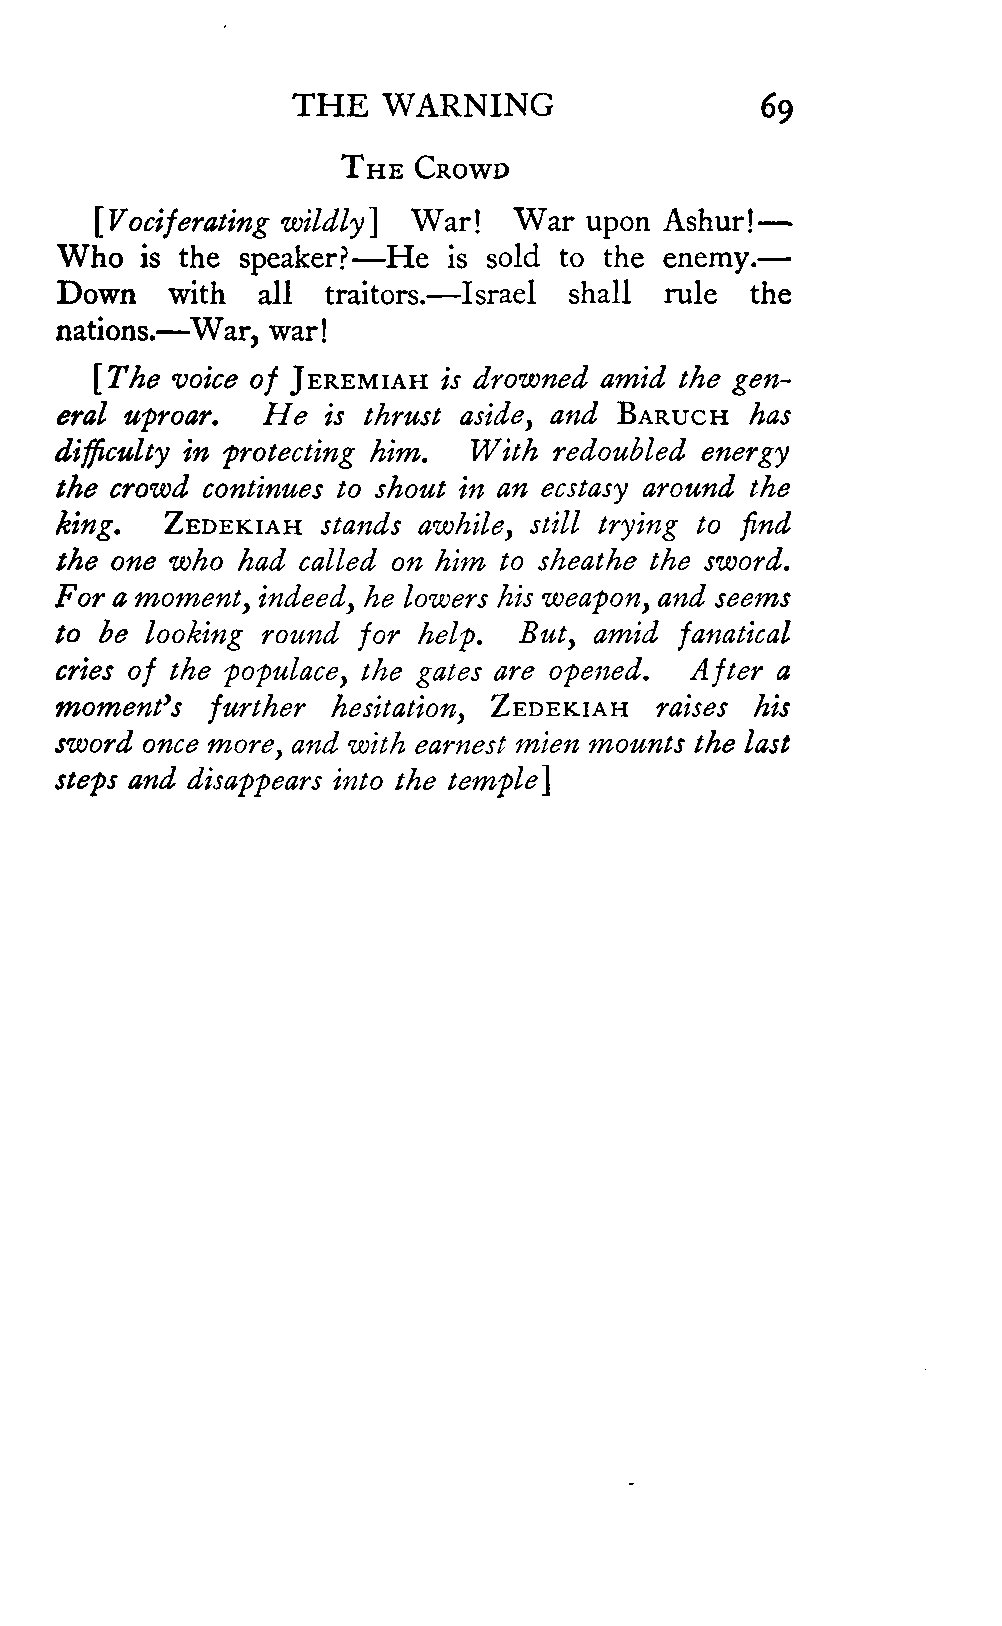 THE WARNING 69
THE CROWD
[Vociferating wildly] War! War upon Ashur!—
Who is the speaker?—He is sold to the enemy.—
Down with all traitors.—Israel shall rule the
nations.—War, war!
[The voice of JEREMIAH is drowned amid the gen-
eral uproar. He is thrust aside, and BARUCH has
difficulty in protecting him. With redoubled energy
the crowd continues to shout in an ecstasy around the
king. ZEDEKIAH stands awhile, still trying to find
the one who had called on him to sheathe the sword.
For a moment, indeed, he lowers his weapon, and seems
to be looking round for help. But, amid fanatical
cries of the populace, the gates are opened. After a
moment's further hesitation, ZEDEKIAH raises his
sword once more, and with earnest mien mounts the last
steps and disappears into the temple]